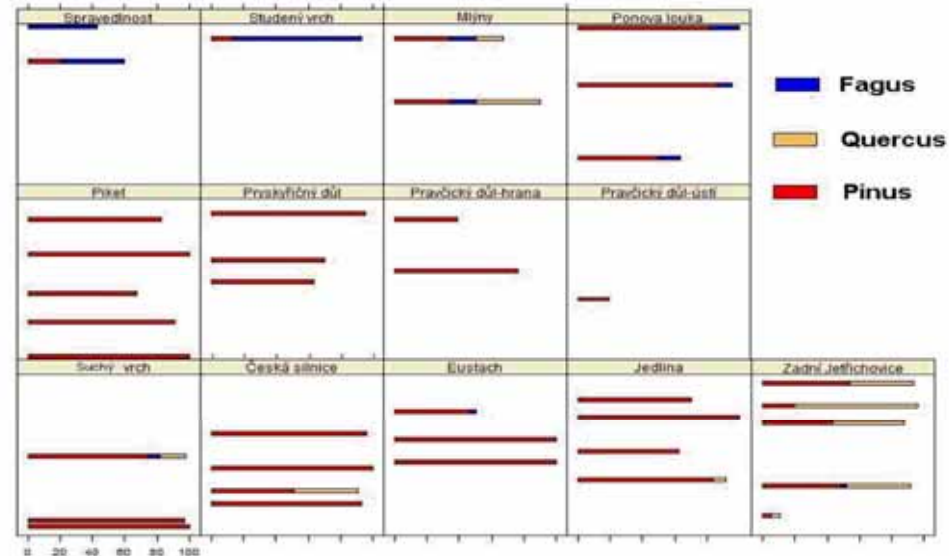 Spravedlnost Studený vrch Mlýny Ponova louka
Fagus
Quercus
Pinus
Piket Pryskyřičný důl Pravčický důl-hrana Pravčický důl-ústí
Suchý vrch Česká silnice Eustach Jedlina Zadní Jetřichovice
0 20 40 60 80 100